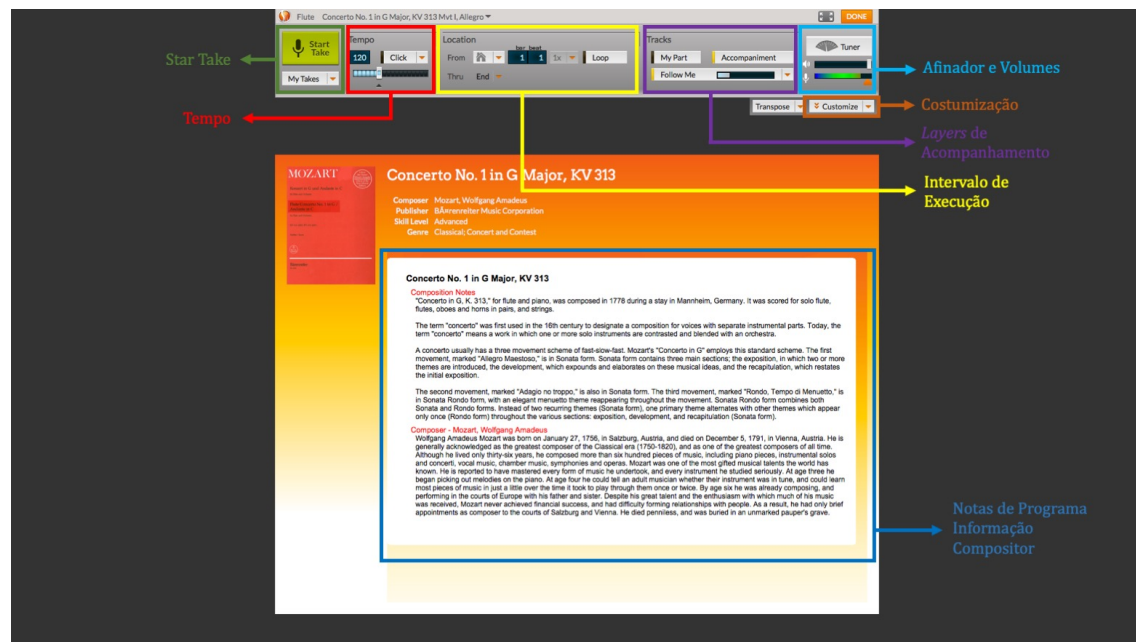 Flute Concerto No. 1 in G Major, KV 313 Mvt I, Allegro
DONE
Start
Take
My Takes
Tempo
120 Click
Location
bar beat
From 1 1 1x Loop
Thru End
Tracks
My Part Accompaniment
Follow Me
Tuner
Transpose Customize
Star Take
Tempo
Afinador e Volumes
Costumização
Layers de
Acompanhamento
Intervalo de
Execução
MOZART
Concerto No. 1 in G Major, KV 313
Composer Mozart, Wolfgang Amadeus
Publisher BÃ¤renreiter Music Corporation
Skill Level Advanced
Genre Classical; Concert and Contest
Concerto No. 1 in G Major, KV 313
Composition Notes
"Concerto in G, K. 313," for flute and piano, was composed in 1778 during a stay in Mannheim, Germany. It was scored for solo flute,
flutes, oboes and horns in pairs, and strings.
The term "concerto" was first used in the 16th century to designate a composition for voices with separate instrumental parts. Today, the
term "concerto" means a work in which one or more solo instruments are contrasted and blended with an orchestra.
A concerto usually has a three movement scheme of fast-slow-fast. Mozart's "Concerto in G" employs this standard scheme. The first
movement, marked "Allegro Maestoso," is in Sonata form. Sonata form contains three main sections; the exposition, in which two or more
themes are introduced, the development, which expounds and elaborates on these musical ideas, and the recapitulation, which restates
the initial exposition.
The second movement, marked "Adagio no troppo," is also in Sonata form. The third movement, marked "Rondo, Tempo di Menuetto," is
in Sonata Rondo form, with an elegant menuetto theme reappearing throughout the movement. Sonata Rondo form combines both
Sonata and Rondo forms. Instead of two recurring themes (Sonata form), one primary theme alternates with other themes which appear
only once (Rondo form) throughout the various sections: exposition, development, and recapitulation (Sonata form).
Composer - Mozart, Wolfgang Amadeus
Wolfgang Amadeus Mozart was born on January 27, 1756, in Salzburg, Austria, and died on December 5, 1791, in Vienna, Austria. He is
generally acknowledged as the greatest composer of the Classical era (1750-1820), and as one of the greatest composers of all time.
Although he lived only thirty-six years, he composed more than six hundred pieces of music, including piano pieces, instrumental solos
and concerti, vocal music, chamber music, symphonies and operas. Mozart was one of the most gifted musical talents the world has
known. He is reported to have mastered every form of music he undertook, and every instrument he studied seriously. At age three he
began picking out melodies on the piano. At age four he could tell an adult musician whether their instrument was in tune, and could learn
most pieces of music in just a little over the time it took to play through them once or twice. By age six he was already composing, and
performing in the courts of Europe with his father and sister. Despite his great talent and the enthusiasm with which much of his music
was received, Mozart never achieved financial success, and had difficulty forming relationships with people. As a result, he had only brief
appointments as composer to the courts of Salzburg and Vienna. He died penniless, and was buried in an unmarked pauper's grave.
Notas de Programa
Informação
Compositor